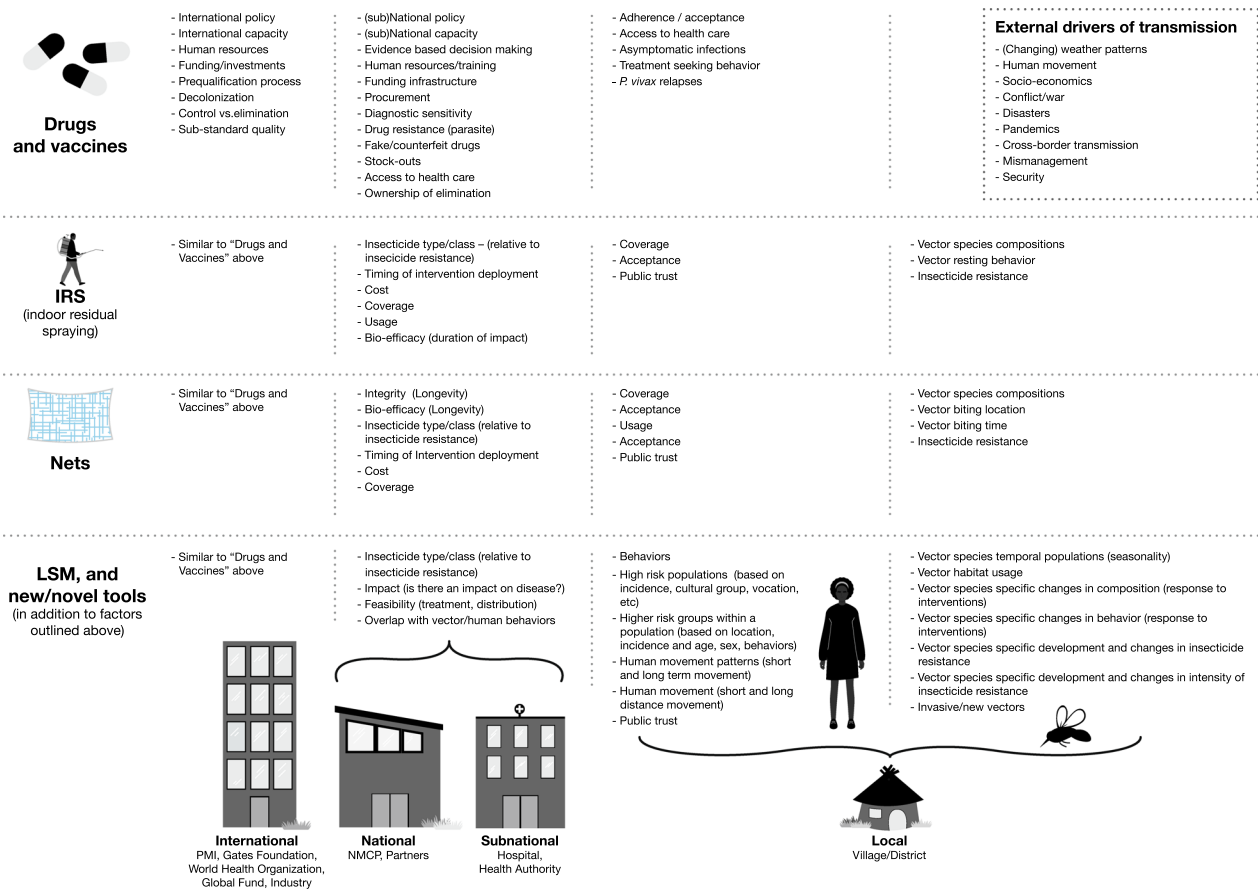 Drugs
and vaccines
- International policy
- International capacity
- Human resources
- Funding/investments
- Prequalification process
- Decolonization
- Control vs.elimination
- Sub-standard quality
- (sub)National policy
- (sub)National capacity
- Evidence based decision making
- Human resources/training
- Funding infrastructure
- Procurement
- Diagnostic sensitivity
- Drug resistance (parasite)
- Fake/counterfeit drugs
- Stock-outs
- Access to health care
- Ownership of elimination
- Adherence / acceptance
- Access to health care
- Asymptomatic infections
- Treatment seeking behavior
- P. vivax relapses
External drivers of transmission
- (Changing) weather patterns
- Human movement
- Socio-economics
- Conflict/war
- Disasters
- Pandemics
- Cross-border transmission
- Mismanagement
- Security
IRS
(indoor residual
spraying)
- Similar to “Drugs and
Vaccines” above
- Insecticide type/class – (relative to
insecicide resistance)
- Timing of intervention deployment
- Cost
- Coverage
- Usage
- Bio-efficacy (duration of impact)
- Coverage
- Acceptance
- Public trust
- Vector species compositions
- Vector resting behavior
- Insecticide resistance
Nets
- Similar to “Drugs and
Vaccines” above
- Integrity (Longevity)
- Bio-efficacy (Longevity)
- Insecticide type/class (relative to
insecticide resistance)
- Timing of Intervention deployment
- Cost
- Coverage
- Coverage
- Acceptance
- Usage
- Acceptance
- Public trust
- Vector species compositions
- Vector biting location
- Vector biting time
- Insecticide resistance
LSM, and
new/novel tools
(in addition to factors
outlined above)
- Similar to “Drugs and
Vaccines” above
- Insecticide type/class (relative to
insecticide resistance)
- Impact (is there an impact on disease?)
- Feasibility (treatment, distribution)
- Overlap with vector/human behaviors
- Behaviors
- High risk populations (based on
incidence, cultural group, vocation,
etc)
- Higher risk groups within a
population (based on location,
incidence and age, sex, behaviors)
- Human movement patterns (short
and long term movement)
- Human movement (short and long
distance movement)
- Public trust
- Vector species temporal populations (seasonality)
- Vector habitat usage
- Vector species specific changes in composition (response to
interventions)
- Vector species specific changes in behavior (response to
interventions)
- Vector species specific development and changes in insecticide
resistance
- Vector species specific development and changes in intensity of
insecticide resistance
- Invasive/new vectors
International
PMI, Gates Foundation,
World Health Organization,
Global Fund, Industry
National
NMCP, Partners
Subnational
Hospital,
Health Authority
Local
Village/District